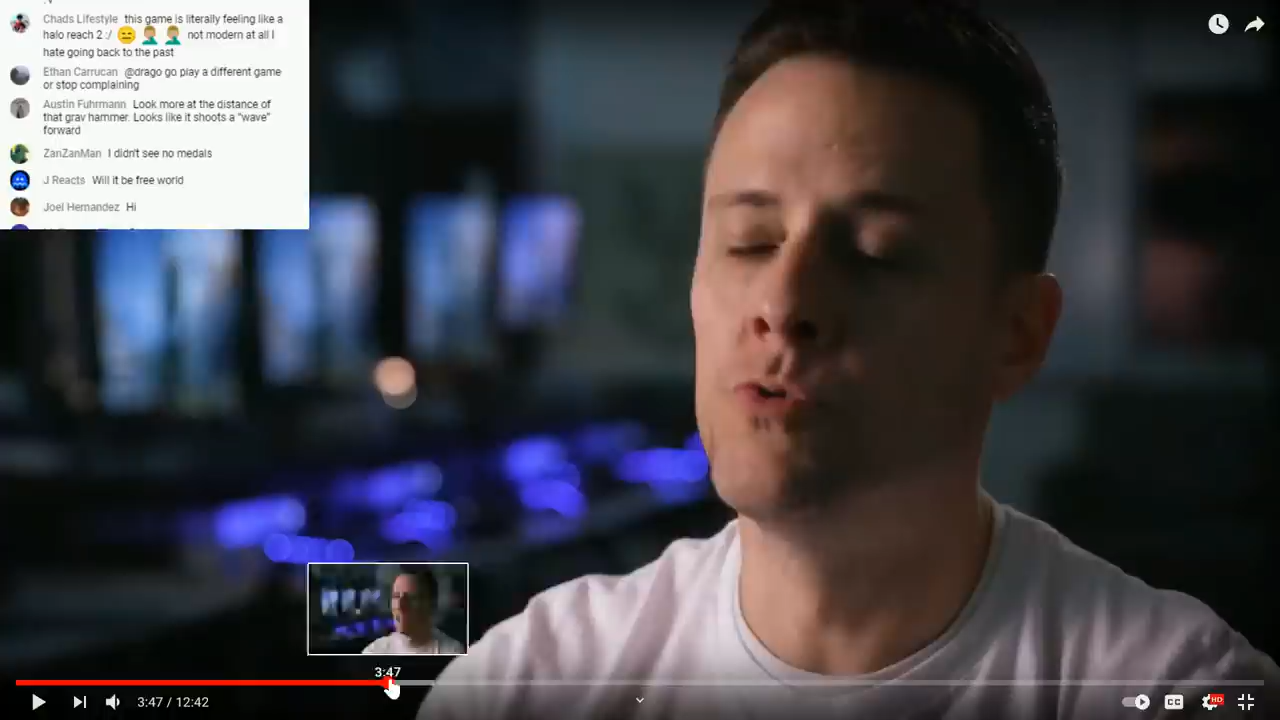 Chads Lifestyle this game is literally feeling like a
halo reach 2 :/ 😑 🤦🏼‍♂️ 🤦🏼‍♂️ not modern at all I
hate going back to the past
Ethan Carrucan @drago go play a different game
or stop complaining
Austin Fuhrmann Look more at the distance of
that grav hammer. Looks like it shoots a "wave"
forward
ZanZanMan I didn't see no medals
J Reacts Will it be free world
Joel Hernandez Hi
3:47
3:47 / 12:42
CC
HD